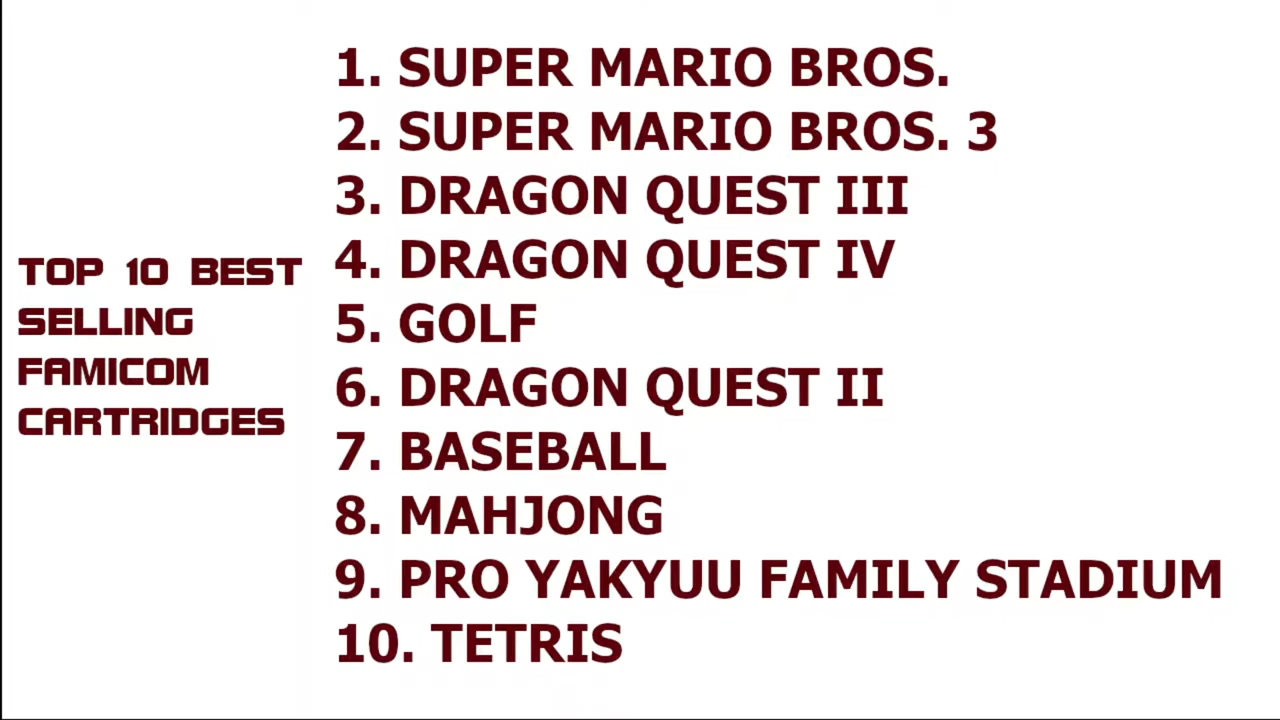 TOP 10 BEST
SELLING
FAMICOM
CARTRIDGES
1. SUPER MARIO BROS.
2. SUPER MARIO BROS. 3
3. DRAGON QUEST III
4. DRAGON QUEST IV
5. GOLF
6. DRAGON QUEST II
7. BASEBALL
8. MAHJONG
9. PRO YAKYUU FAMILY STADIUM
10. TETRIS